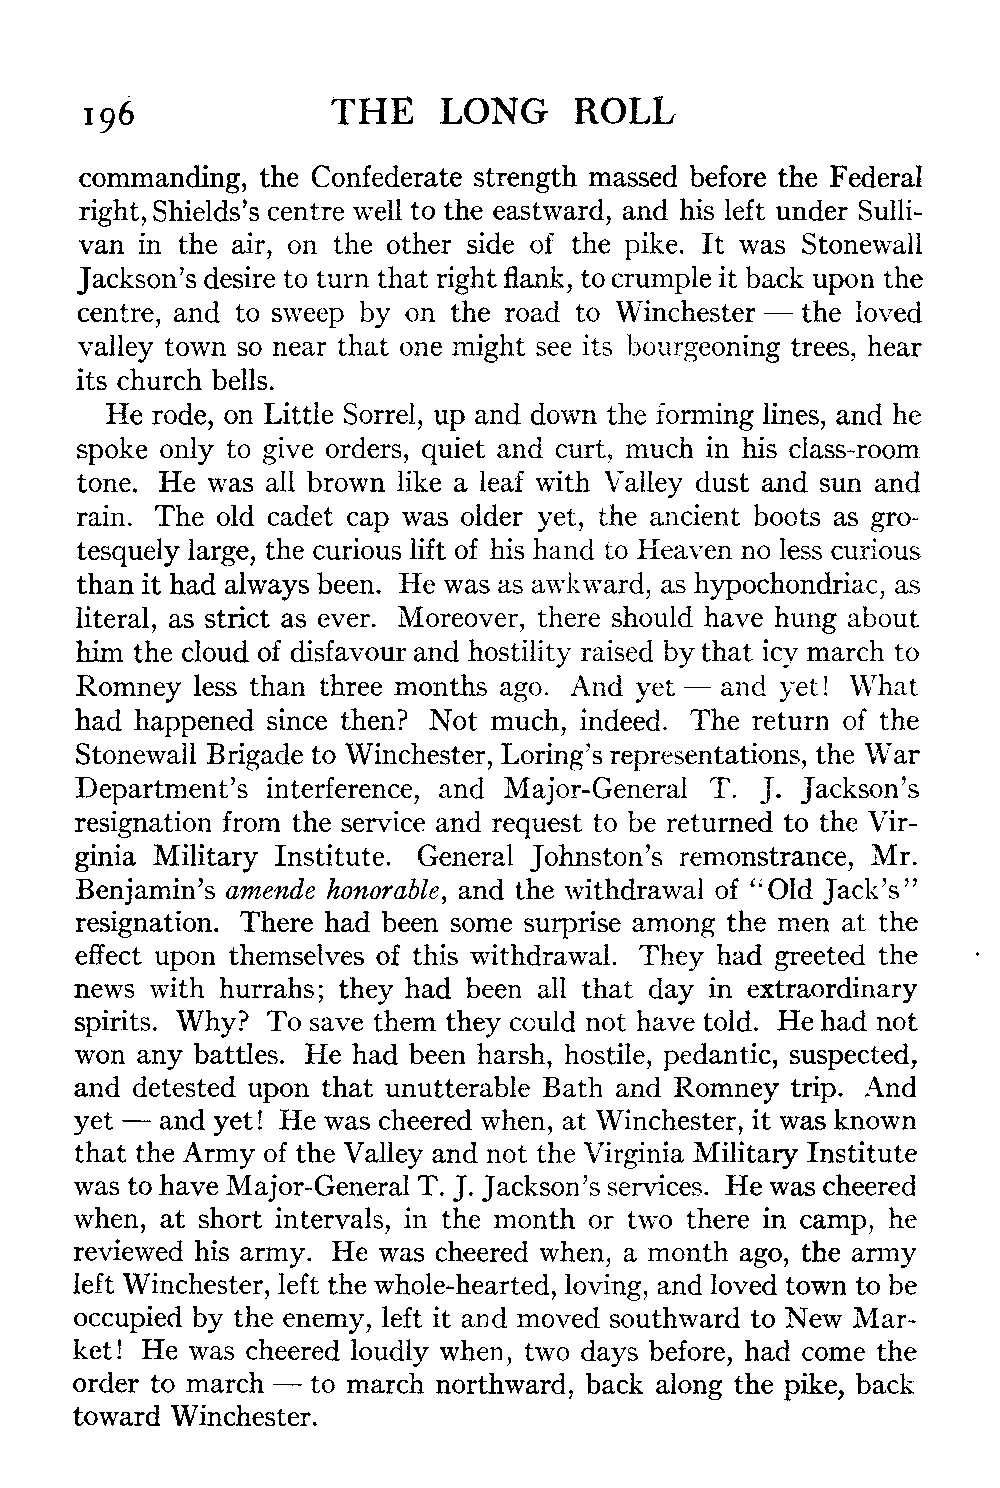 196 THE LONG ROLL
commanding, the Confederate strength massed before the Federal
right, Shields's centre well to the eastward, and his left under Sulli-
van in the air, on the other side of the pike. It was Stonewall
Jackson's desire to turn that right flank, to crumple it back upon the
centre, and to sweep by on the road to Winchester — the loved
valley town so near that one might see its bourgeoning trees, hear
its church bells.
He rode, on Little Sorrel, up and down the forming lines, and he
spoke only to give orders, quiet and curt, much in his class-room
tone. He was all brown like a leaf with Valley dust and sun and
rain. The old cadet cap was older yet, the ancient boots as gro-
tesquely large, the curious lift of his hand to Heaven no less curious
than it had always been. He was as awkward, as hypochondriac, as
literal, as strict as ever. Moreover, there should have hung about
him the cloud of disfavour and hostility raised by that icy march to
Romney less than three months ago. And yet — and yet! What
had happened since then? Not much, indeed. The return of the
Stonewall Brigade to Winchester, Loring's representations, the War
Department's interference, and Major-General T. J. Jackson's
resignation from the service and request to be returned to the Vir-
ginia Military Institute. General Johnston's remonstrance, Mr.
Benjamin's amende honorable, and the withdrawal of "Old Jack's"
resignation. There had been some surprise among the men at the
effect upon themselves of this withdrawal. They had greeted the
news with hurrahs; they had been all that day in extraordinary
spirits. Why? To save them they could not have told. He had not
won any battles. He had been harsh, hostile, pedantic, suspected,
and detested upon that unutterable Bath and Romney trip. And
yet — and yet! He was cheered when, at Winchester, it was known
that the Army of the Valley and not the Virginia Military Institute
was to have Major-General T. J. Jackson's services. He was cheered
when, at short intervals, in the month or two there in camp, he
reviewed his army. He was cheered when, a month ago, the army
left Winchester, left the whole-hearted, loving, and loved town to be
occupied by the enemy, left it and moved southward to New Mar-
ket! He was cheered loudly when, two days before, had come the
order to march — to march northward, back along the pike, back
toward Winchester.